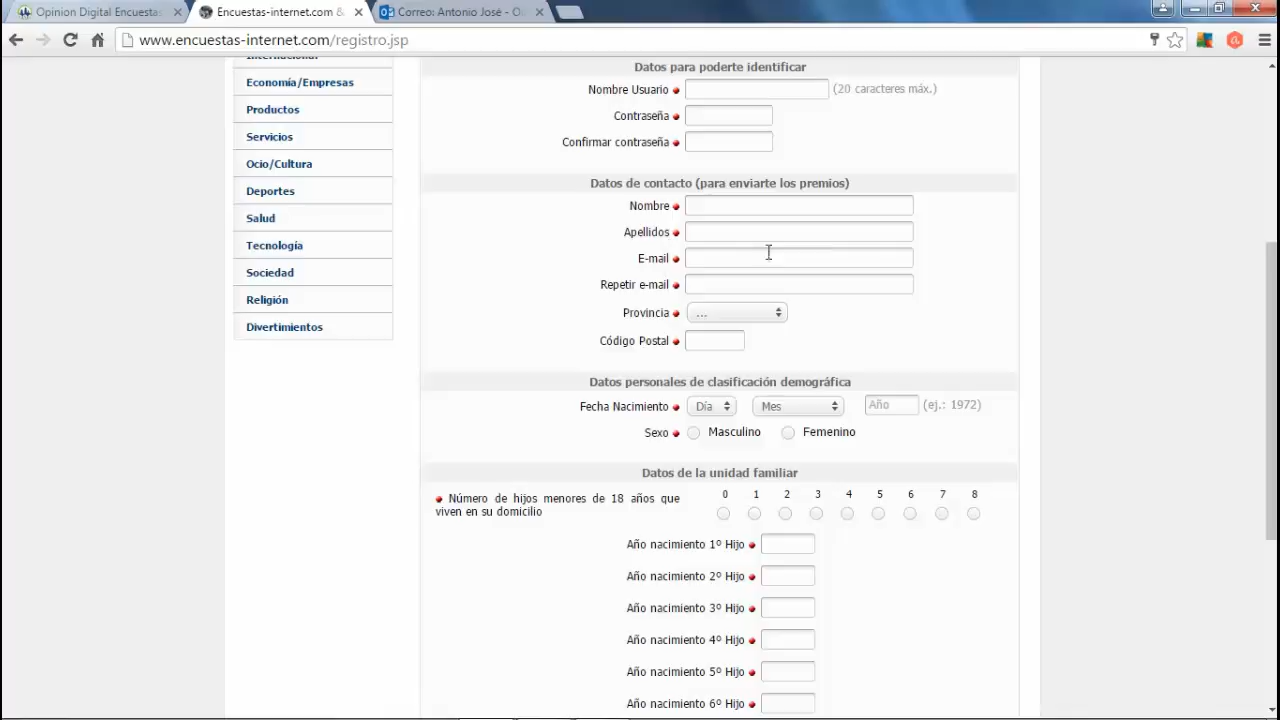 Opinion Digital Encuesta
Encuestas-internet.com &
Correo: Antonio José - O
www.encuestas-internet.com/registro.jsp
Internacional
Economía/Empresas
Productos
Servicios
Ocio/Cultura
Deportes
Salud
Tecnología
Sociedad
Religión
Divertimientos
Datos para poderte identificar
Nombre Usuario (20 caracteres máx.)
Contraseña
Confirmar contraseña
Datos de contacto (para enviarte los premios)
Nombre
Apellidos
E-mail
Repetir e-mail
Provincia ...
Código Postal
Datos personales de clasificación demográfica
Fecha Nacimiento Día Mes Año (ej.: 1972)
Sexo Masculino Femenino
Datos de la unidad familiar
Número de hijos menores de 18 años que
viven en su domicilio
0 1 2 3 4 5 6 7 8
Año nacimiento 1º Hijo
Año nacimiento 2º Hijo
Año nacimiento 3º Hijo
Año nacimiento 4º Hijo
Año nacimiento 5º Hijo
Año nacimiento 6º Hijo